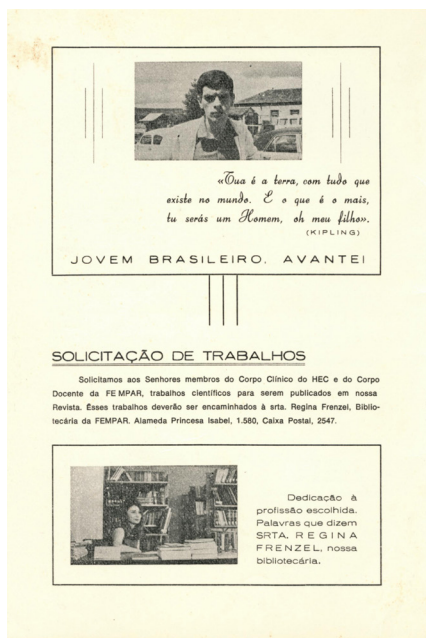 «Tua é a terra, com tudo que
existe no mundo. E o que é o mais,
tu serás um Homem, oh meu filho».
(KIPLING)
JOVEM BRASILEIRO, AVANTE!
SOLICITAÇÃO DE TRABALHOS
Solicitamos aos Senhores membros do Corpo Clínico do HEC e do Corpo
Docente da FEMPAR, trabalhos científicos para serem publicados em nossa
Revista. Êsses trabalhos deverão ser encaminhados à srta. Regina Frenzel, Biblio-
tecária da FEMPAR. Alameda Princesa Isabel, 1.580, Caixa Postal, 2547.
Dedicação à
profissão escolhida.
Palavras que dizem
SRTA. REGINA
FRENZEL, nossa
bibliotecária.